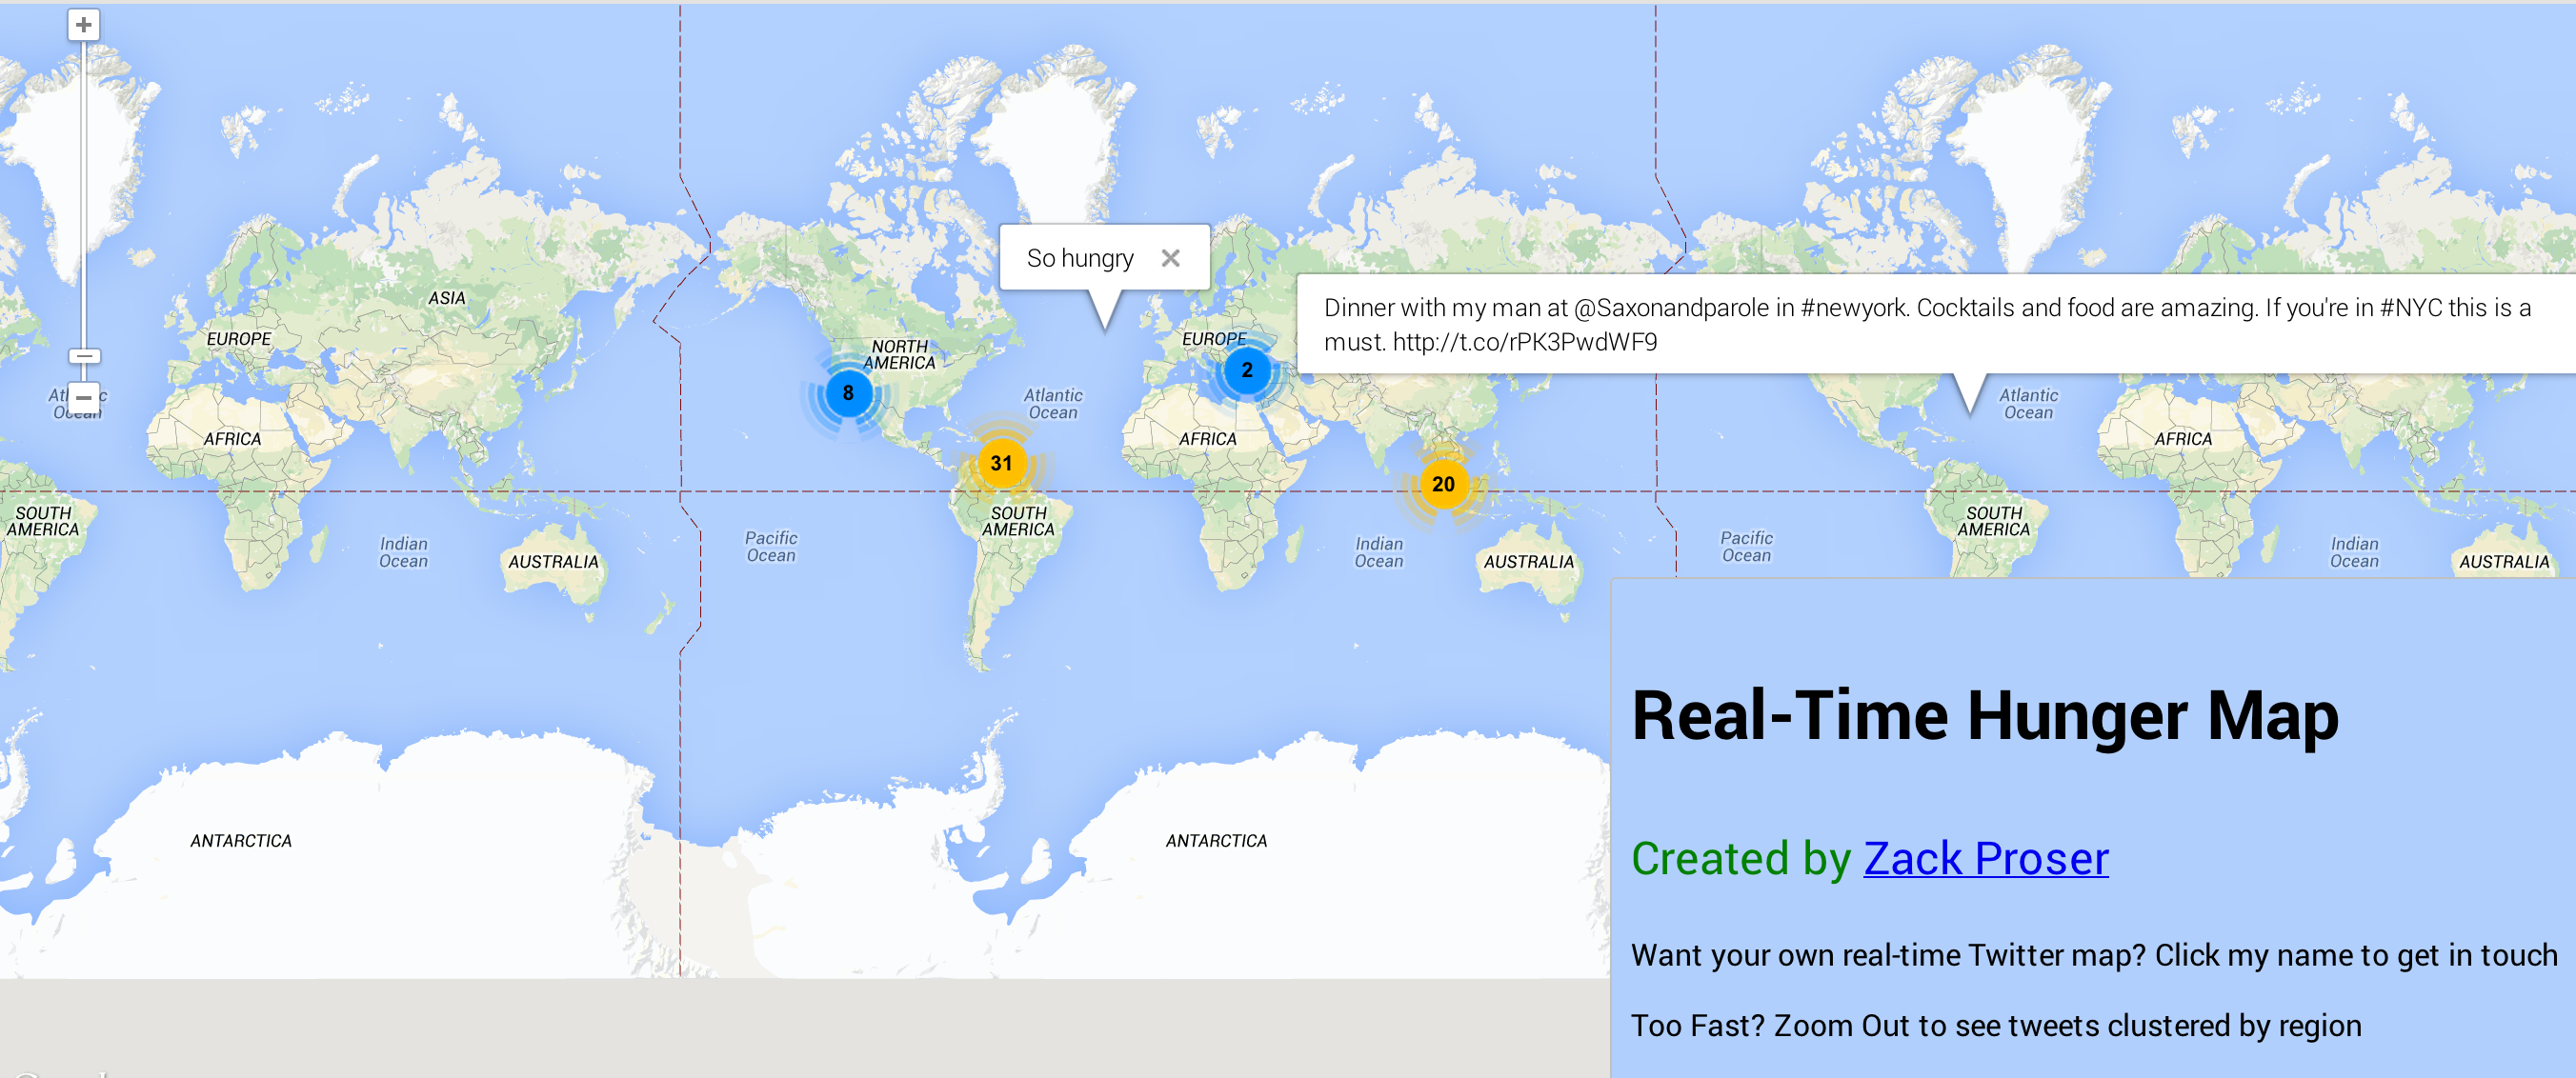 +
−
So hungry
Dinner with my man at @Saxonandparole in #newyork. Cocktails and food are amazing. If you're in #NYC this is a
must. http://t.co/rPK3PwdWF9
ASIA
EUROPE
NORTH
AMERICA
EUROPE
8
2
Atlantic
Ocean
Atlantic
Ocean
Atlantic
Ocean
AFRICA
AFRICA
AFRICA
31
20
SOUTH
AMERICA
SOUTH
AMERICA
SOUTH
AMERICA
Indian
Ocean
AUSTRALIA
Pacific
Ocean
Indian
Ocean
AUSTRALIA
Pacific
Ocean
Indian
Ocean
AUSTRALIA
Real-Time Hunger Map
ANTARCTICA
ANTARCTICA
Created by Zack Proser
Want your own real-time Twitter map? Click my name to get in touch
Too Fast? Zoom Out to see tweets clustered by region